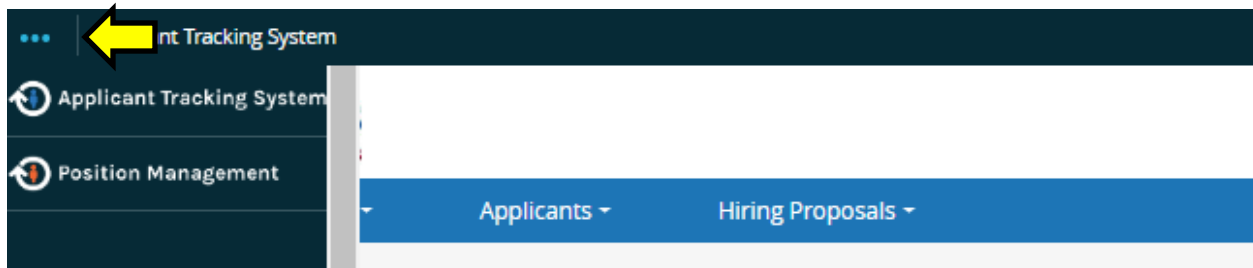 nt Tracking System
Applicant Tracking System
Position Management
Applicants
Hiring Proposals